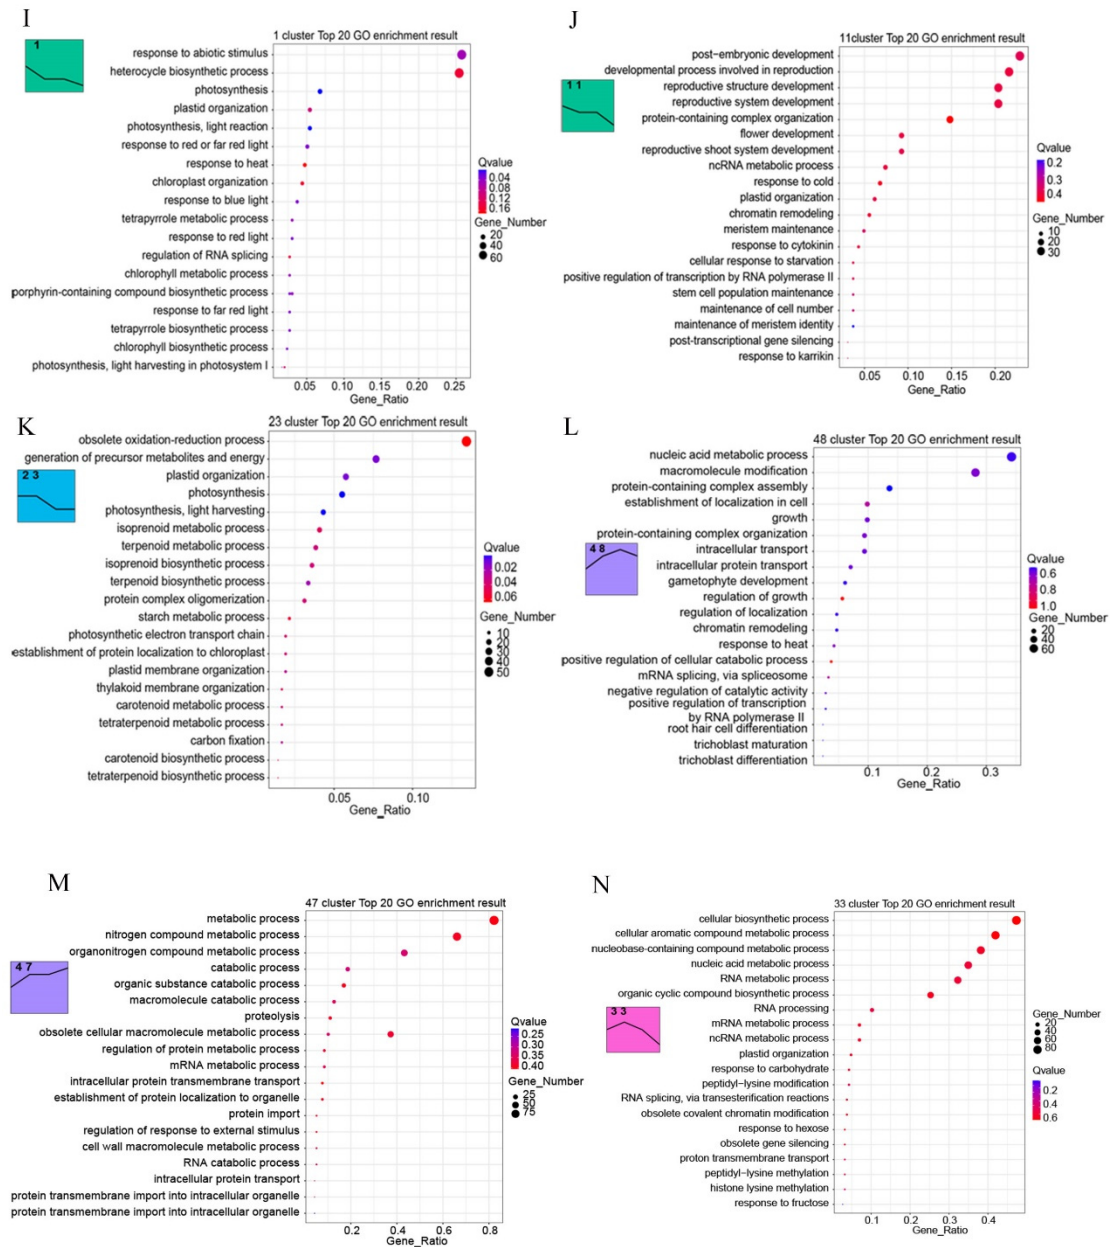 I
1 cluster Top 20 GO enrichment result
1
response to abiotic stimulus
heterocycle biosynthetic process
photosynthesis
plastid organization
photosynthesis, light reaction
response to red or far red light
response to heat
chloroplast organization
response to blue light
tetrapyrrole metabolic process
response to red light
regulation of RNA splicing
chlorophyll metabolic process
porphyrin-containing compound biosynthetic process
response to far red light
tetrapyrrole biosynthetic process
chlorophyll biosynthetic process
photosynthesis, light harvesting in photosystem I
Qvalue
0.04
0.08
0.12
0.16
Gene_Number
20
40
60
0.05 0.10 0.15 0.20 0.25
Gene_Ratio
J
11cluster Top 20 GO enrichment result
1 1
post-embryonic development
developmental process involved in reproduction
reproductive structure development
reproductive system development
protein-containing complex organization
flower development
reproductive shoot system development
ncRNA metabolic process
response to cold
plastid organization
chromatin remodeling
meristem maintenance
response to cytokinin
cellular response to starvation
positive regulation of transcription by RNA polymerase II
stem cell population maintenance
maintenance of cell number
maintenance of meristem identity
post-transcriptional gene silencing
response to karrikin
Qvalue
0.2
0.3
0.4
Gene_Number
10
20
30
0.05 0.10 0.15 0.20
Gene_Ratio
K
23 cluster Top 20 GO enrichment result
2 3
obsolete oxidation-reduction process
generation of precursor metabolites and energy
plastid organization
photosynthesis
photosynthesis, light harvesting
isoprenoid metabolic process
terpenoid metabolic process
isoprenoid biosynthetic process
terpenoid biosynthetic process
protein complex oligomerization
starch metabolic process
photosynthetic electron transport chain
establishment of protein localization to chloroplast
plastid membrane organization
thylakoid membrane organization
carotenoid metabolic process
tetraterpenoid metabolic process
carbon fixation
carotenoid biosynthetic process
tetraterpenoid biosynthetic process
Qvalue
0.02
0.04
0.06
Gene_Number
10
20
30
40
50
0.05 0.10
Gene_Ratio
L
48 cluster Top 20 GO enrichment result
4 8
nucleic acid metabolic process
macromolecule modification
protein-containing complex assembly
establishment of localization in cell
growth
protein-containing complex organization
intracellular transport
intracellular protein transport
gametophyte development
regulation of growth
regulation of localization
chromatin remodeling
response to heat
positive regulation of cellular catabolic process
mRNA splicing, via spliceosome
negative regulation of catalytic activity
positive regulation of transcription
by RNA polymerase II
root hair cell differentiation
trichoblast maturation
trichoblast differentiation
Qvalue
0.6
0.8
1.0
Gene_Number
20
40
60
0.1 0.2 0.3
Gene_Ratio
M
47 cluster Top 20 GO enrichment result
4 7
metabolic process
nitrogen compound metabolic process
organonitrogen compound metabolic process
catabolic process
organic substance catabolic process
macromolecule catabolic process
proteolysis
obsolete cellular macromolecule metabolic process
regulation of protein metabolic process
mRNA metabolic process
intracellular protein transmembrane transport
establishment of protein localization to organelle
protein import
regulation of response to external stimulus
cell wall macromolecule metabolic process
RNA catabolic process
intracellular protein transport
protein transmembrane import into intracellular organelle
protein transmembrane import into intracellular organelle
Qvalue
0.25
0.30
0.35
0.40
Gene_Number
25
50
75
0.2 0.4 0.6 0.8
Gene_Ratio
N
33 cluster Top 20 GO enrichment result
3 3
cellular biosynthetic process
cellular aromatic compound metabolic process
nucleobase-containing compound metabolic process
nucleic acid metabolic process
RNA metabolic process
organic cyclic compound biosynthetic process
RNA processing
mRNA metabolic process
ncRNA metabolic process
plastid organization
response to carbohydrate
peptidyl-lysine modification
RNA splicing, via transesterification reactions
obsolete covalent chromatin modification
response to hexose
obsolete gene silencing
proton transmembrane transport
peptidyl-lysine methylation
histone lysine methylation
response to fructose
Gene_Number
20
40
60
80
Qvalue
0.2
0.4
0.6
0.1 0.2 0.3 0.4
Gene_Ratio